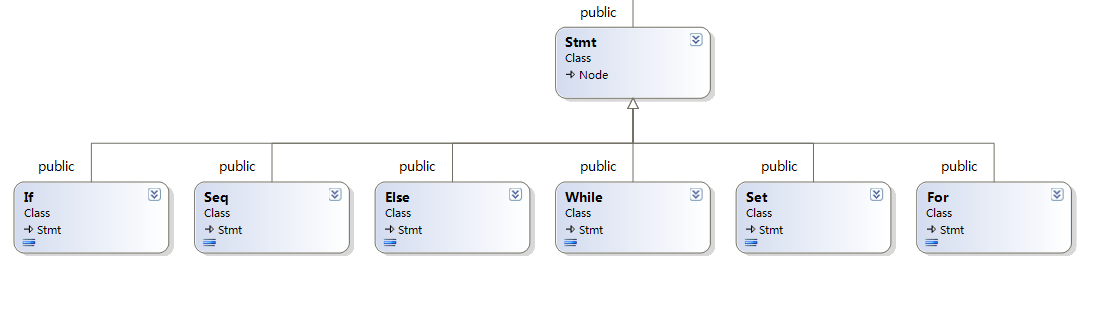 public
Stmt
Class
Node
public
public
public
public
public
public
If
Class
Stmt
Seq
Class
Stmt
Else
Class
Stmt
While
Class
Stmt
Set
Class
Stmt
For
Class
Stmt